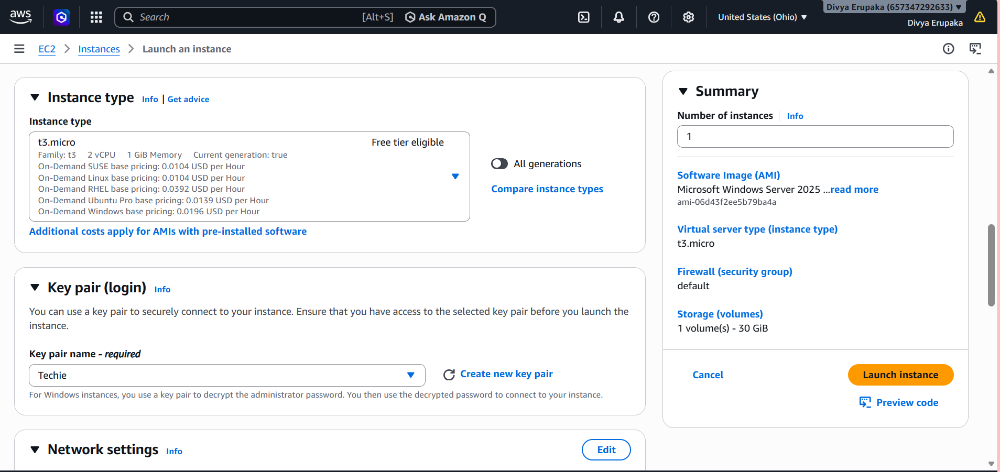 aws
Search [Alt+S] Ask Amazon Q
United States (Ohio)
Divya Erupaka (657347292633)
Divya Erupaka
EC2 Instances Launch an instance
Instance type Info | Get advice
Instance type
t3.micro Free tier eligible
Family: t3 2 vCPU 1 GiB Memory Current generation: true
On-Demand SUSE base pricing: 0.0104 USD per Hour
On-Demand Linux base pricing: 0.0104 USD per Hour
On-Demand RHEL base pricing: 0.0392 USD per Hour
On-Demand Ubuntu Pro base pricing: 0.0139 USD per Hour
On-Demand Windows base pricing: 0.0196 USD per Hour
All generations
Compare instance types
Additional costs apply for AMIs with pre-installed software
Key pair (login) Info
You can use a key pair to securely connect to your instance. Ensure that you have access to the selected key pair before you launch the
instance.
Key pair name - required
Techie
Create new key pair
For Windows instances, you use a key pair to decrypt the administrator password. You then use the decrypted password to connect to your instance.
Network settings Info
Edit
Summary
Number of instances Info
1
Software Image (AMI)
Microsoft Windows Server 2025 ...read more
ami-06d43f2ee5b79ba4a
Virtual server type (instance type)
t3.micro
Firewall (security group)
default
Storage (volumes)
1 volume(s) - 30 GiB
Cancel
Launch instance
Preview code